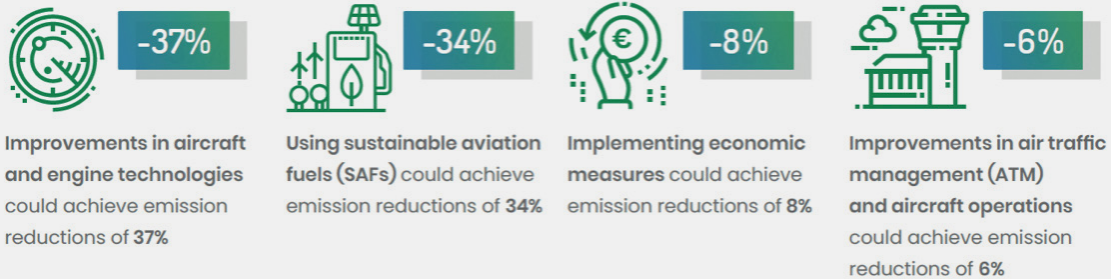 -37%
Improvements in aircraft
and engine technologies
could achieve emission
reductions of 37%
-34%
Using sustainable aviation
fuels (SAFs) could achieve
emission reductions of 34%
-8%
€
Implementing economic
measures could achieve
emission reductions of 8%
-6%
Improvements in air traffic
management (ATM)
and aircraft operations
could achieve emission
reductions of 6%